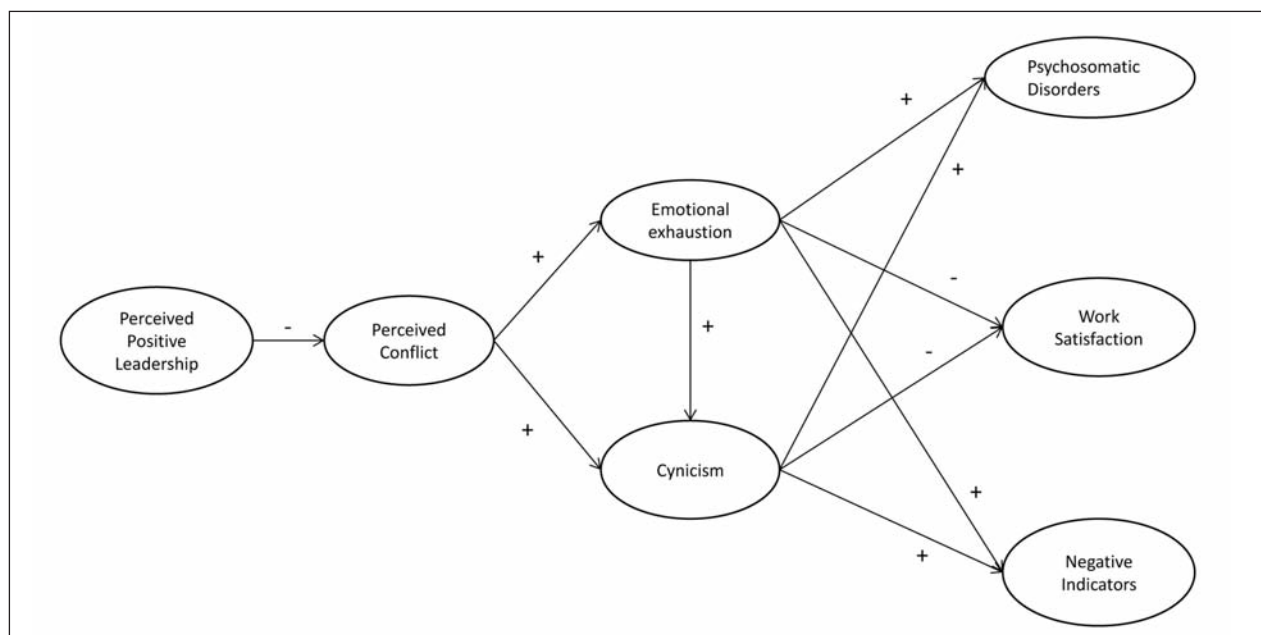 Psychosomatic
Disorders
+
+
Emotional
exhaustion
+
-
Perceived
Positive
Leadership
-
Perceived
Conflict
+
Work
Satisfaction
-
+
Cynicism
+
+
Negative
Indicators